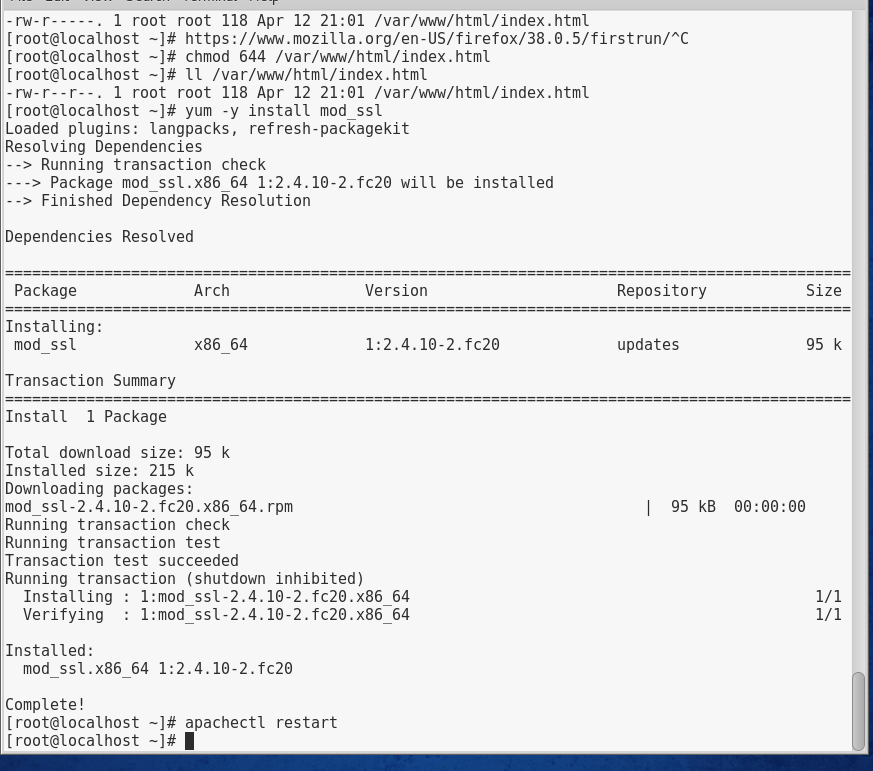 -rw-r-----. 1 root root 118 Apr 12 21:01 /var/www/html/index.html
[root@localhost ~]# https://www.mozilla.org/en-US/firefox/38.0.5/firstrun/^C
[root@localhost ~]# chmod 644 /var/www/html/index.html
[root@localhost ~]# ll /var/www/html/index.html
-rw-r--r--. 1 root root 118 Apr 12 21:01 /var/www/html/index.html
[root@localhost ~]# yum -y install mod_ssl
Loaded plugins: langpacks, refresh-packagekit
Resolving Dependencies
--> Running transaction check
---> Package mod_ssl.x86_64 1:2.4.10-2.fc20 will be installed
--> Finished Dependency Resolution

Dependencies Resolved

==============================================================================================
 Package             Arch               Version                     Repository           Size
==============================================================================================
Installing:
 mod_ssl             x86_64             1:2.4.10-2.fc20             updates              95 k

Transaction Summary
==============================================================================================
Install  1 Package

Total download size: 95 k
Installed size: 215 k
Downloading packages:
mod_ssl-2.4.10-2.fc20.x86_64.rpm                                       |  95 kB  00:00:00
Running transaction check
Running transaction test
Transaction test succeeded
Running transaction (shutdown inhibited)
  Installing : 1:mod_ssl-2.4.10-2.fc20.x86_64                                             1/1
  Verifying  : 1:mod_ssl-2.4.10-2.fc20.x86_64                                             1/1

Installed:
  mod_ssl.x86_64 1:2.4.10-2.fc20

Complete!
[root@localhost ~]# apachectl restart
[root@localhost ~]#